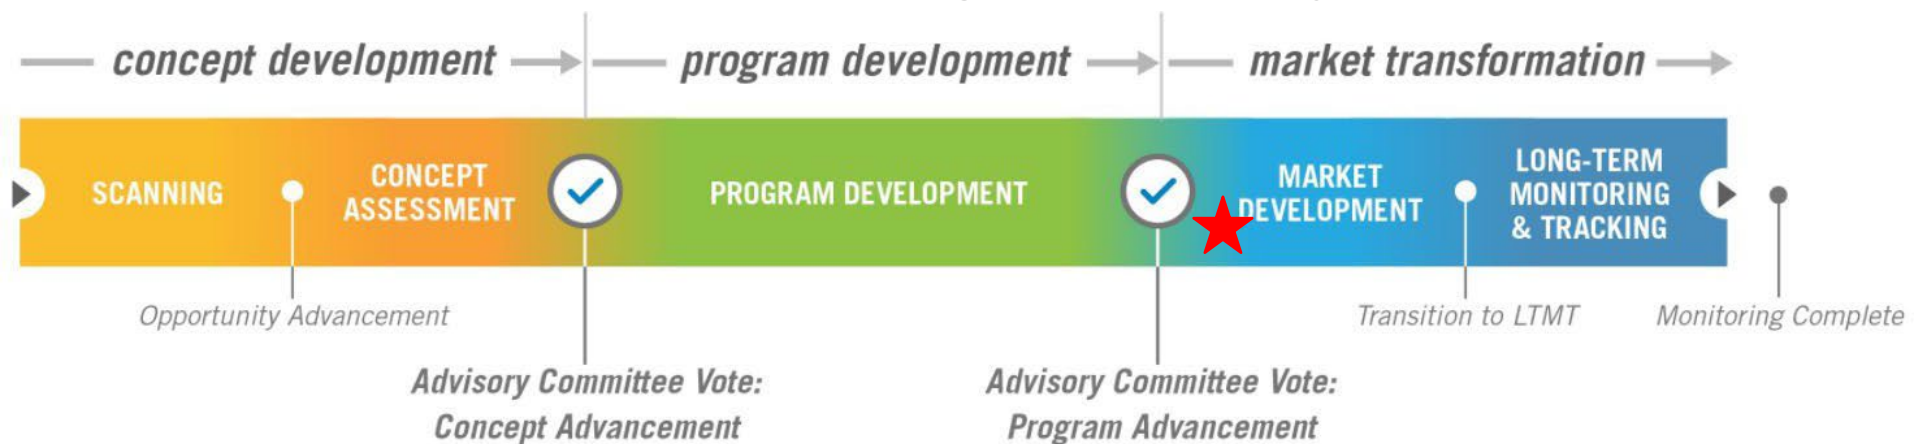 concept development
program development
market transformation
SCANNING
CONCEPT
ASSESSMENT
PROGRAM DEVELOPMENT
MARKET
DEVELOPMENT
LONG-TERM
MONITORING
& TRACKING
Opportunity Advancement
Transition to LTMT
Monitoring Complete
Advisory Committee Vote:
Concept Advancement
Advisory Committee Vote:
Program Advancement